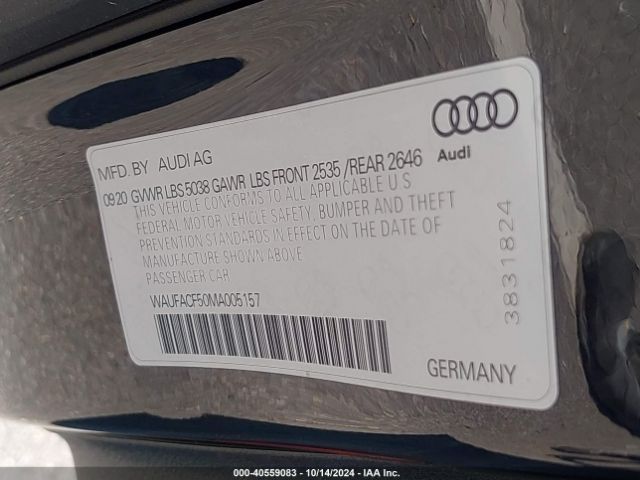 MFD. BY AUDI AG
09 20 GVWR LBS 5038 GAWR LBS FRONT 2535 / REAR 2646
THIS VEHICLE CONFORMS TO ALL APPLICABLE U S
FEDERAL MOTOR VEHICLE SAFETY, BUMPER AND THEFT
PREVENTION STANDARDS IN EFFECT ON THE DATE OF
MANUFACTURE SHOWN ABOVE
PASSENGER CAR
WAUFACF50MA005157
Audi
3831824
GERMANY
000-40559083 - 10/14/2024 - IAA Inc.